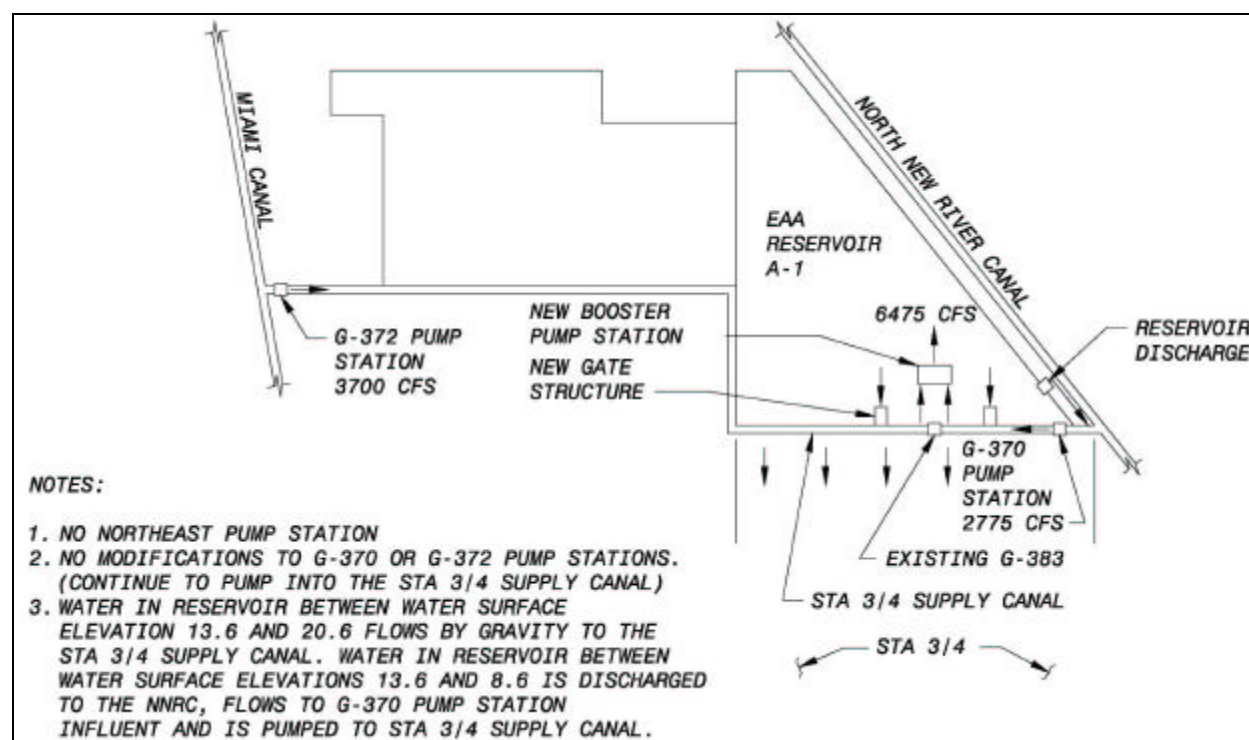 MIAMI CANAL
NORTH NEW RIVER CANAL
EAA
RESERVOIR
A-1
6475 CFS
NEW BOOSTER
PUMP STATION
NEW GATE
STRUCTURE
RESERVOIR
DISCHARGE
G-372 PUMP
STATION
3700 CFS
G-370
PUMP
STATION
2775 CFS
EXISTING G-383
STA 3/4 SUPPLY CANAL
STA 3/4
NOTES:
1. NO NORTHEAST PUMP STATION
2. NO MODIFICATIONS TO G-370 OR G-372 PUMP STATIONS.
(CONTINUE TO PUMP INTO THE STA 3/4 SUPPLY CANAL)
3. WATER IN RESERVOIR BETWEEN WATER SURFACE
ELEVATION 13.6 AND 20.6 FLOWS BY GRAVITY TO THE
STA 3/4 SUPPLY CANAL. WATER IN RESERVOIR BETWEEN
WATER SURFACE ELEVATIONS 13.6 AND 8.6 IS DISCHARGED
TO THE NNRC, FLOWS TO G-370 PUMP STATION
INFLUENT AND IS PUMPED TO STA 3/4 SUPPLY CANAL.